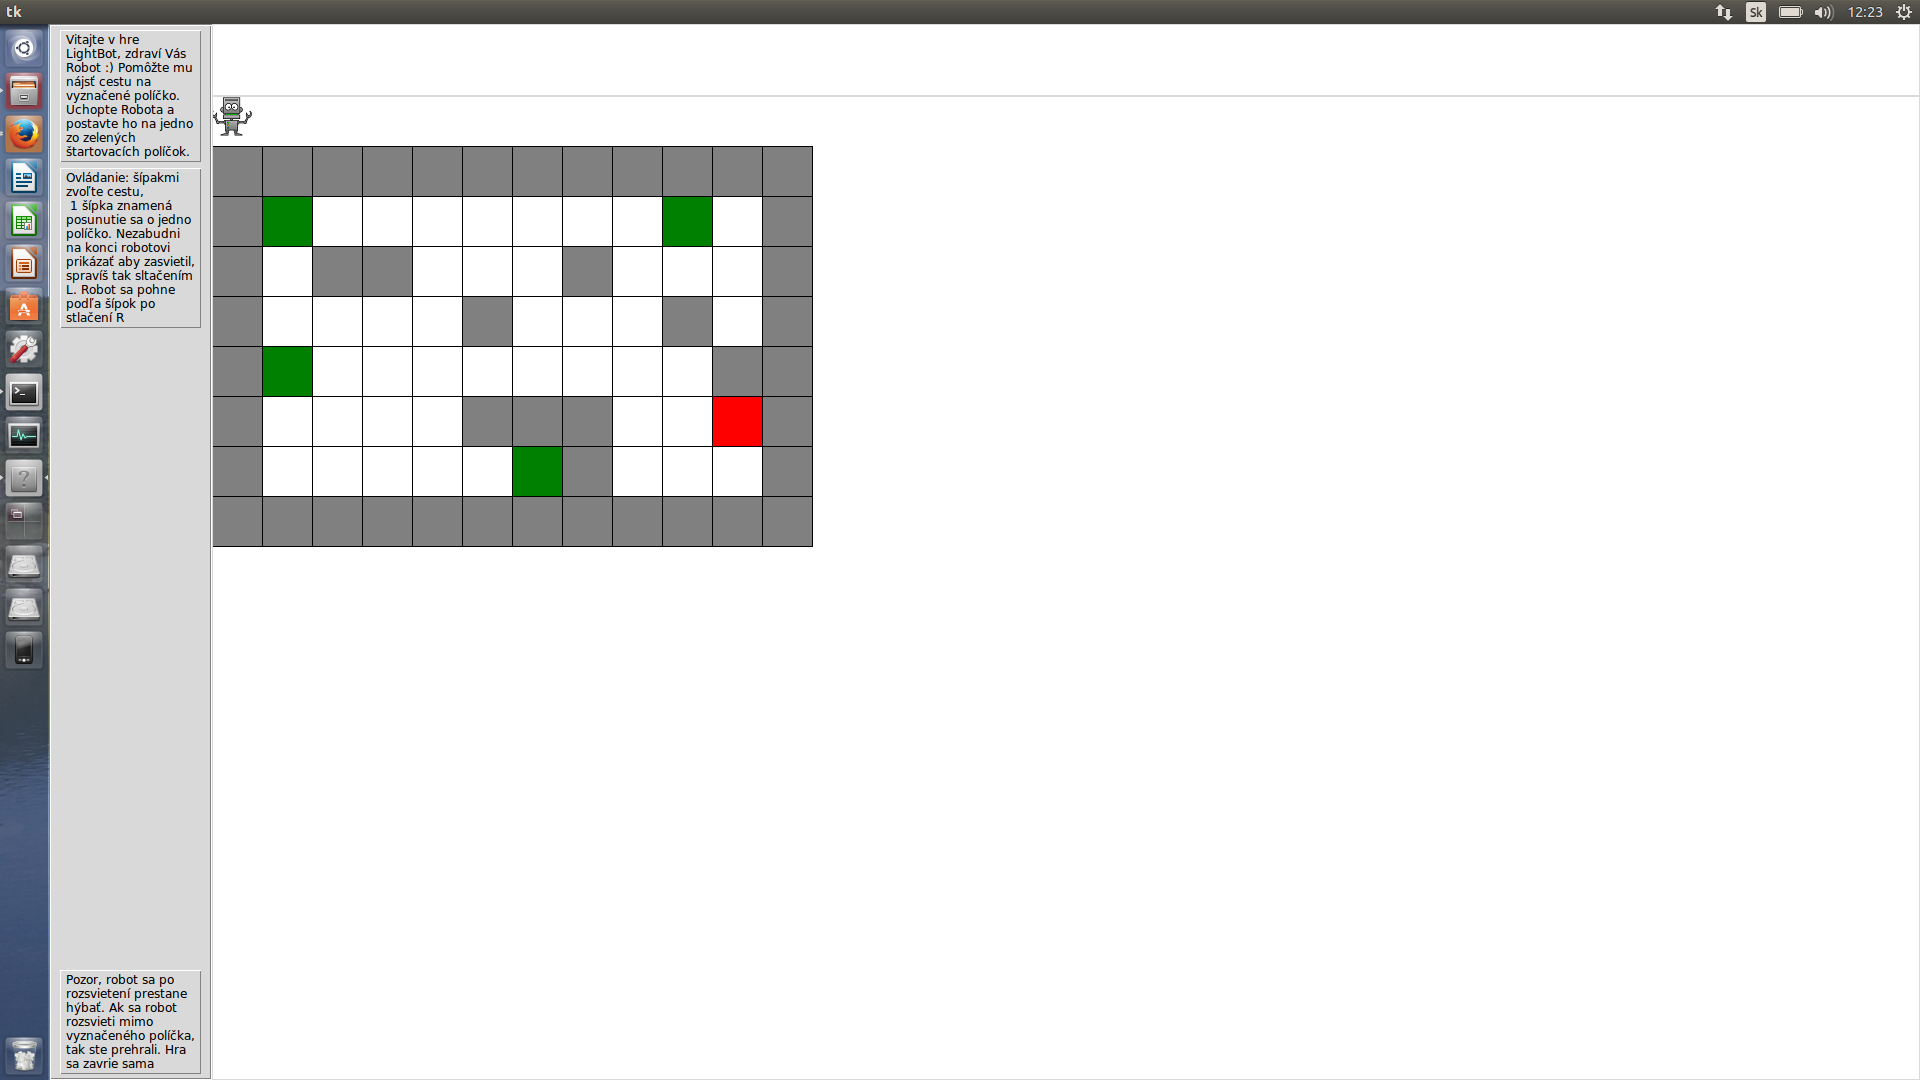 tk
Sk
12:23
Vitajte v hre
LightBot, zdraví Vás
Robot :) Pomôžte mu
nájsť cestu na
vyznačené políčko.
Uchopte Robota a
postavte ho na jedno
zo zelených
štartovacích políčok.
Ovládanie: šípakmi
zvoľte cestu,
1 šípka znamená
posunutie sa o jedno
políčko. Nezabudni
na konci robotovi
prikázať aby zasvietil,
spravíš tak sltačením
L. Robot sa pohne
podľa šípok po
stlačení R
Pozor, robot sa po
rozsvietení prestane
hýbať. Ak sa robot
rozsvieti mimo
vyznačeného políčka,
tak ste prehrali. Hra
sa zavrie sama